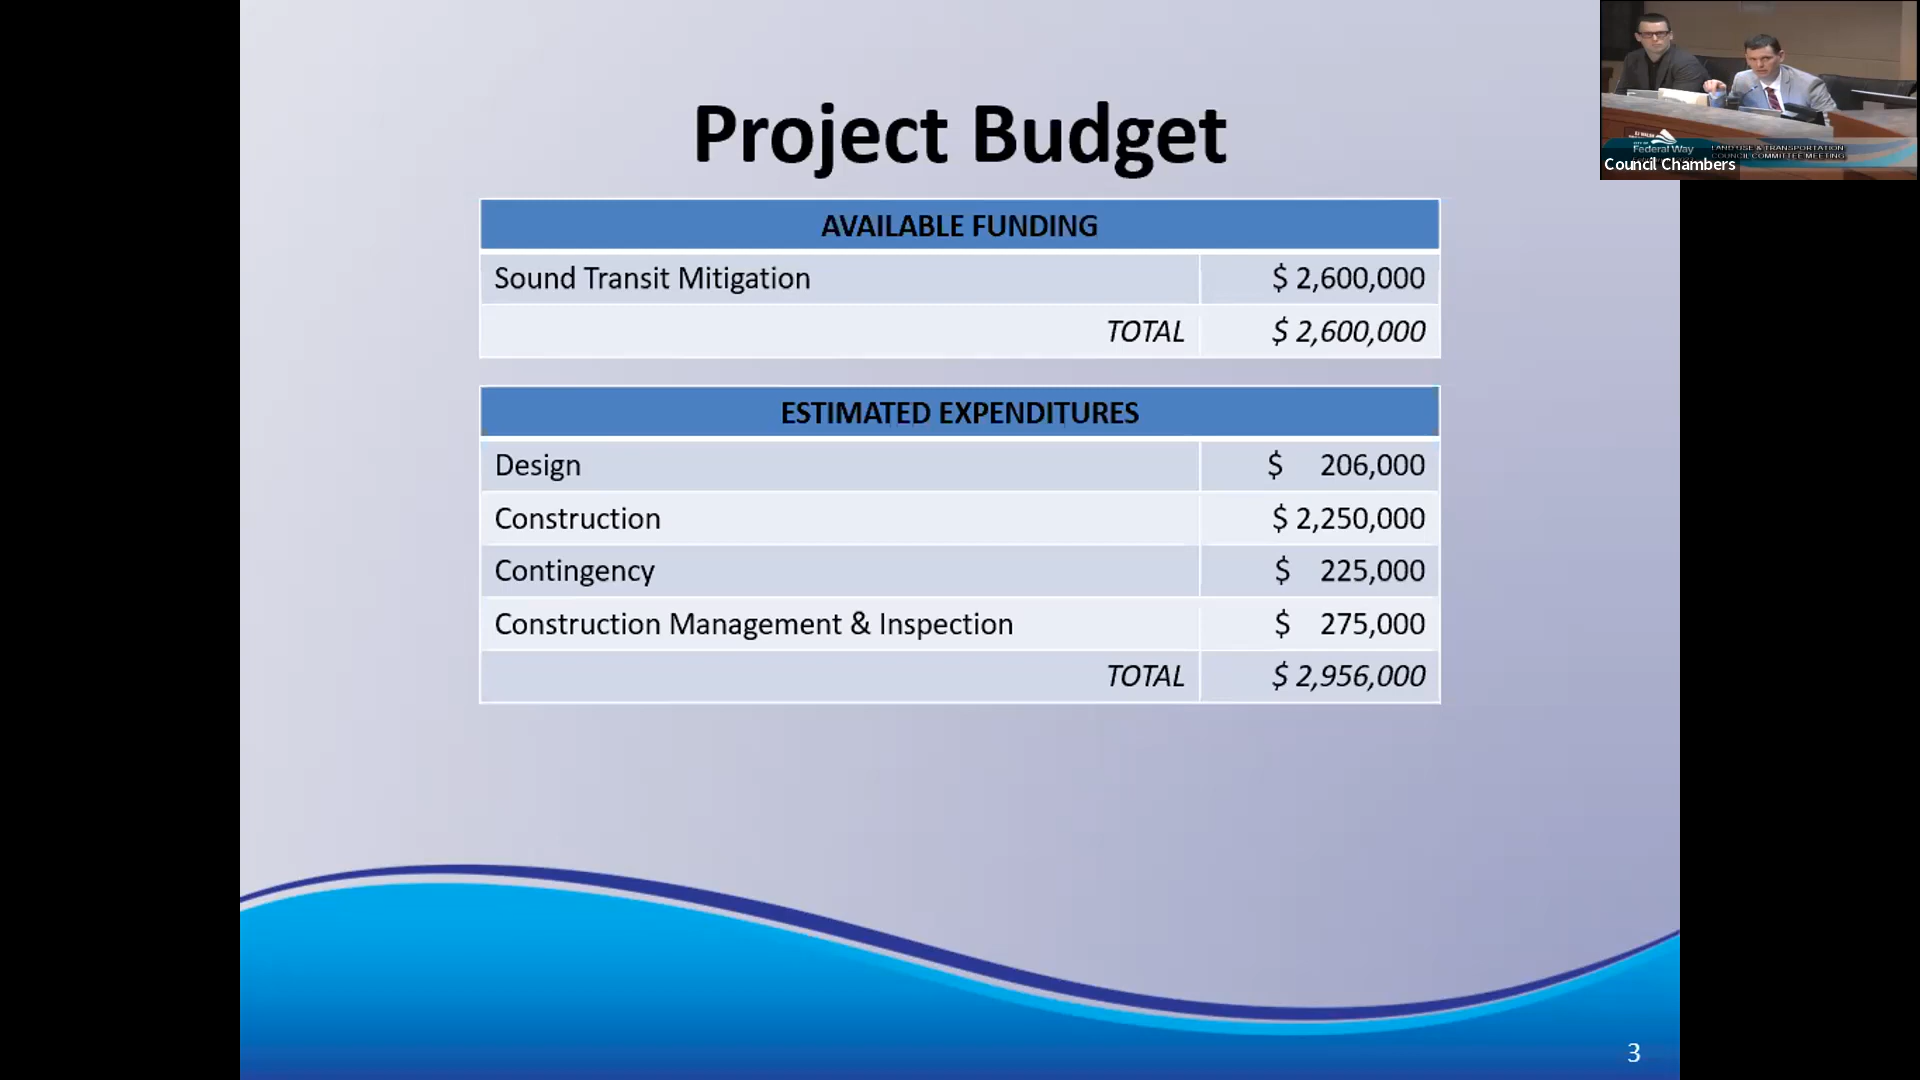 Project Budget
AVAILABLE FUNDING
Sound Transit Mitigation $ 2,600,000
TOTAL $ 2,600,000
ESTIMATED EXPENDITURES
Design $ 206,000
Construction $ 2,250,000
Contingency $ 225,000
Construction Management & Inspection $ 275,000
TOTAL $ 2,956,000
3
CITY OF
Federal Way
LAND USE & TRANSPORTATION
COUNCIL COMMITTEE MEETING
Council Chambers